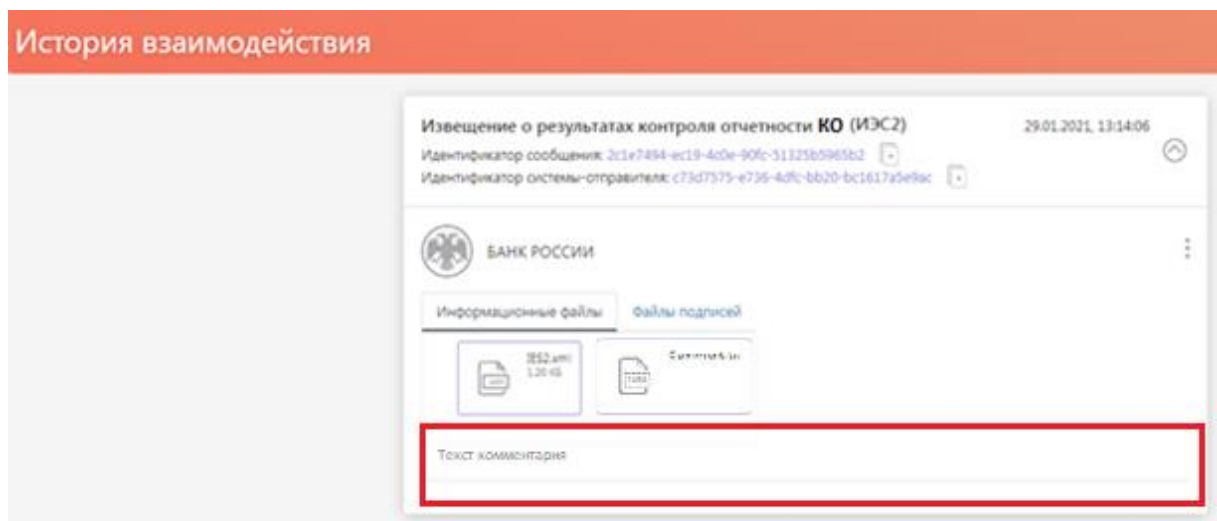 История взаимодействия
Извещение о результатах контроля отчетности КО (ИЭС2)
29.01.2021, 13:14:06
Идентификатор сообщения: 2c1e7494-ec19-4c0e-90fc-51325b5965b2
Идентификатор системы-отправителя: c73d7575-e736-4dfc-bb20-bc1617a5e9ac
БАНК РОССИИ
Информационные файлы
Файлы подписей
IES2.xml
1.20 КБ
Текст комментария